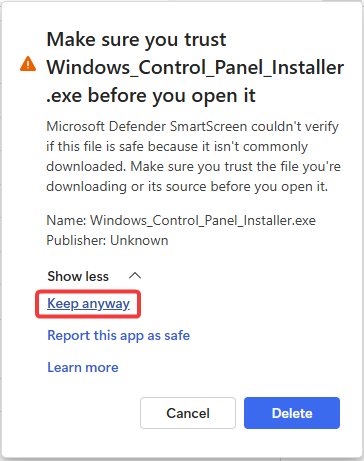 Make sure you trust
Windows_Control_Panel_Installer
.exe before you open it
Microsoft Defender SmartScreen couldn't verify
if this file is safe because it isn't commonly
downloaded. Make sure you trust the file you're
downloading or its source before you open it.
Name: Windows_Control_Panel_Installer.exe
Publisher: Unknown
Show less
Keep anyway
Report this app as safe
Learn more
Cancel
Delete